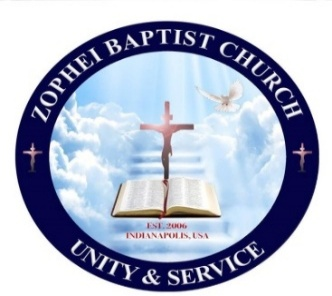 ZOPHEI BAPTIST CHURCH
EST. 2006
INDIANAPOLIS, USA
UNITY & SERVICE